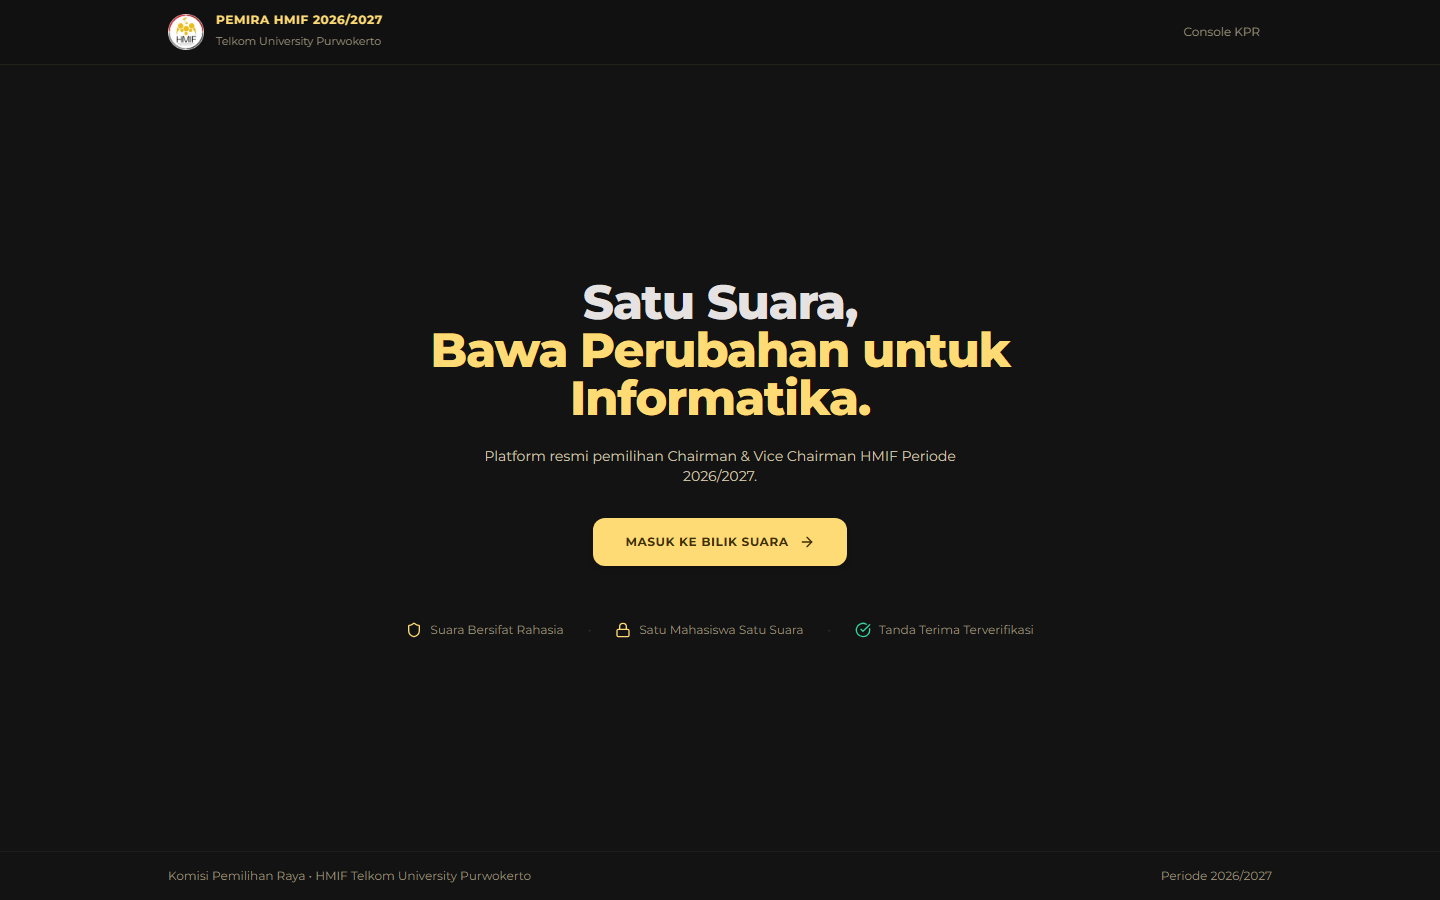 HMIF
PEMIRA HMIF 2026/2027
Telkom University Purwokerto
Console KPR
Satu Suara,
Bawa Perubahan untuk
Informatika.
Platform resmi pemilihan Chairman & Vice Chairman HMIF Periode
2026/2027.
MASUK KE BILIK SUARA
Suara Bersifat Rahasia · Satu Mahasiswa Satu Suara · Tanda Terima Terverifikasi
Komisi Pemilihan Raya • HMIF Telkom University Purwokerto
Periode 2026/2027